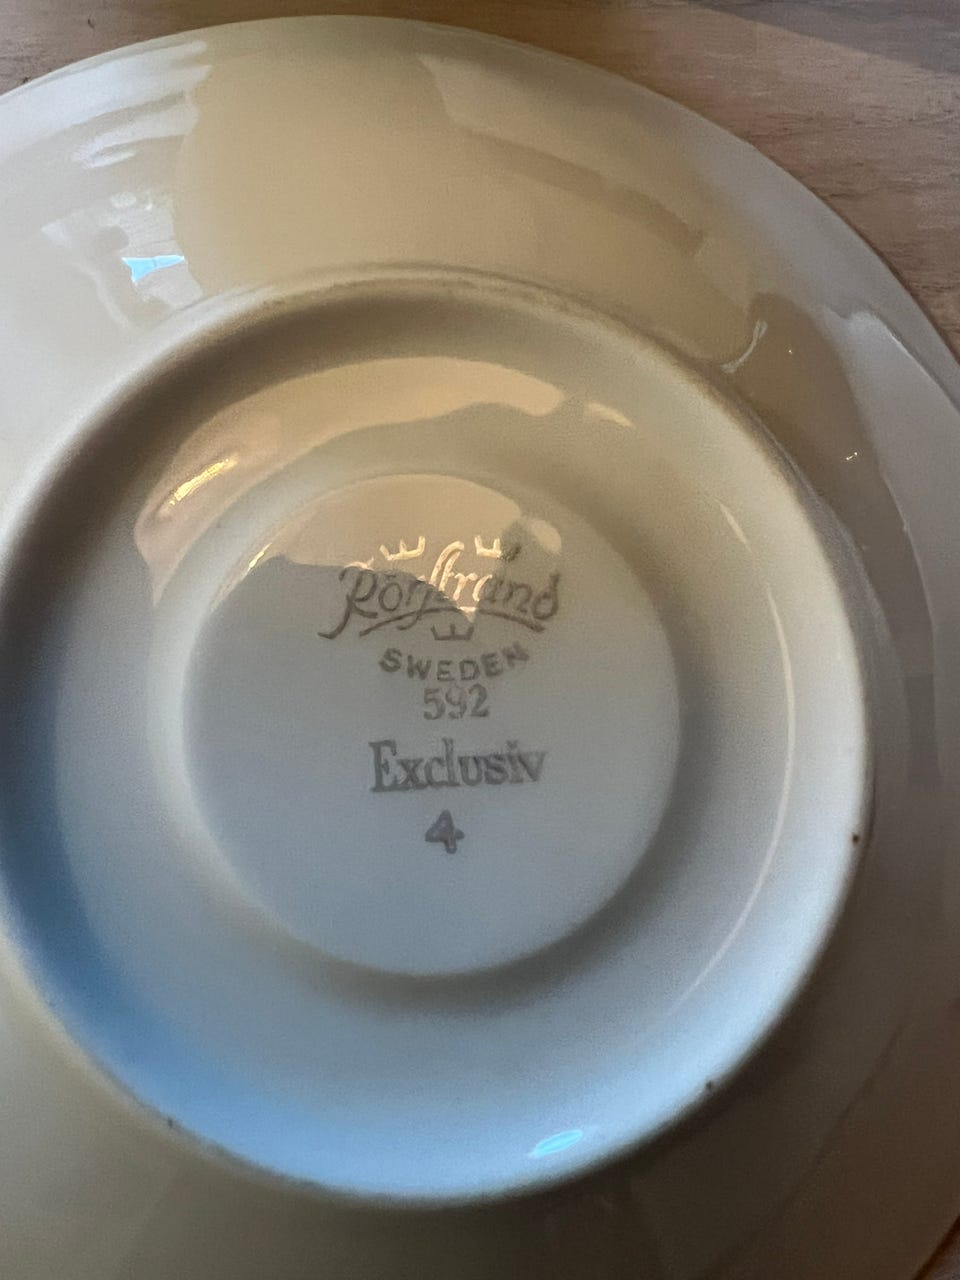 Rörstrand
SWEDEN
592
Exclusiv
4